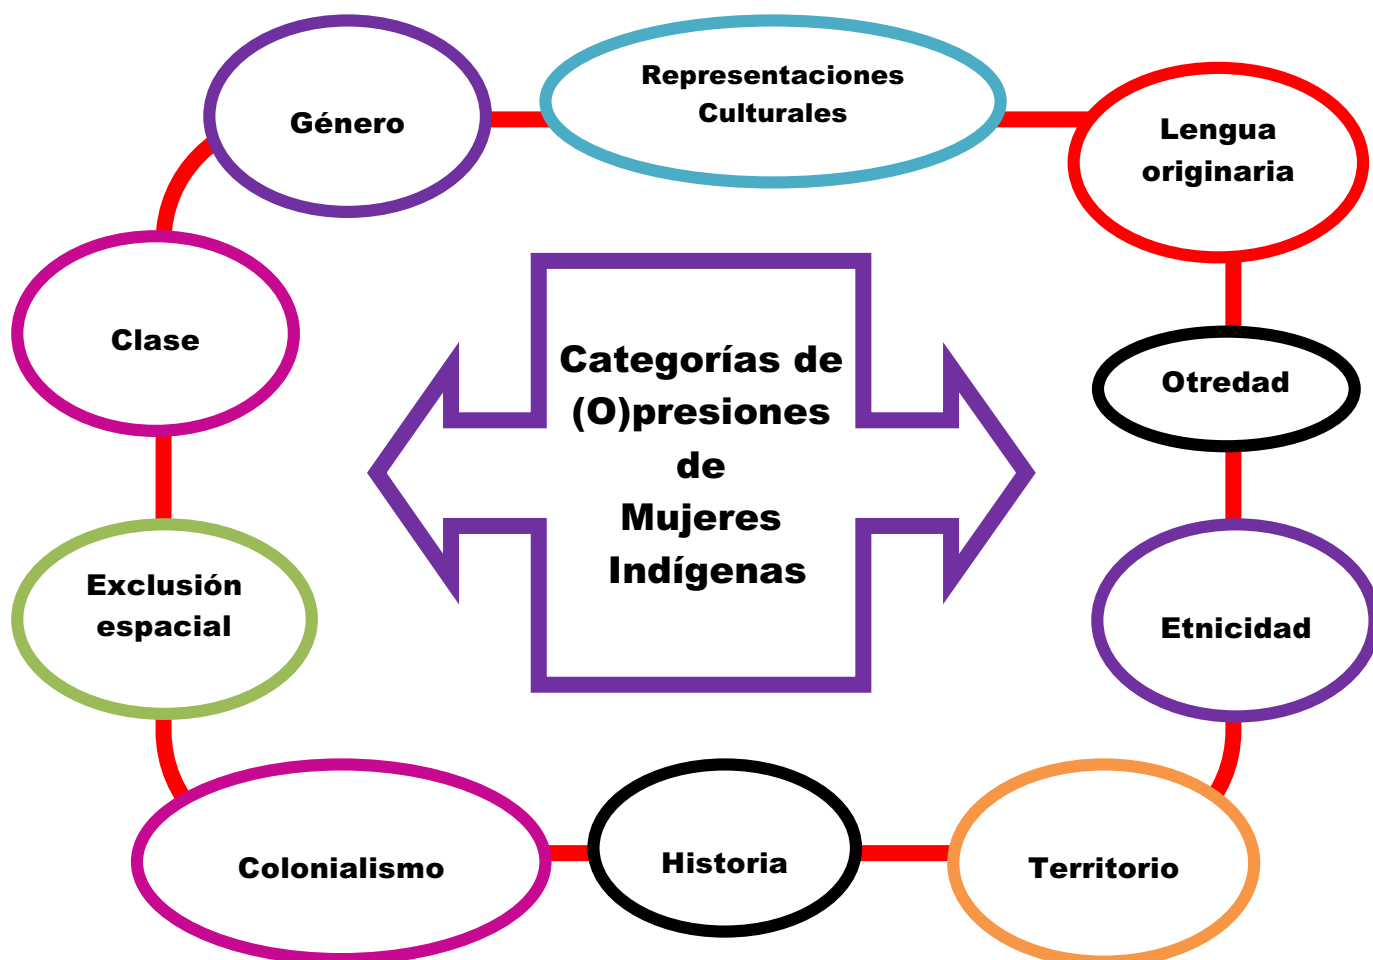 Género
Representaciones
Culturales
Lengua
originaria
Clase
Categorías de
(O)presiones
de
Mujeres
Indígenas
Otredad
Exclusión
espacial
Etnicidad
Colonialismo
Historia
Territorio